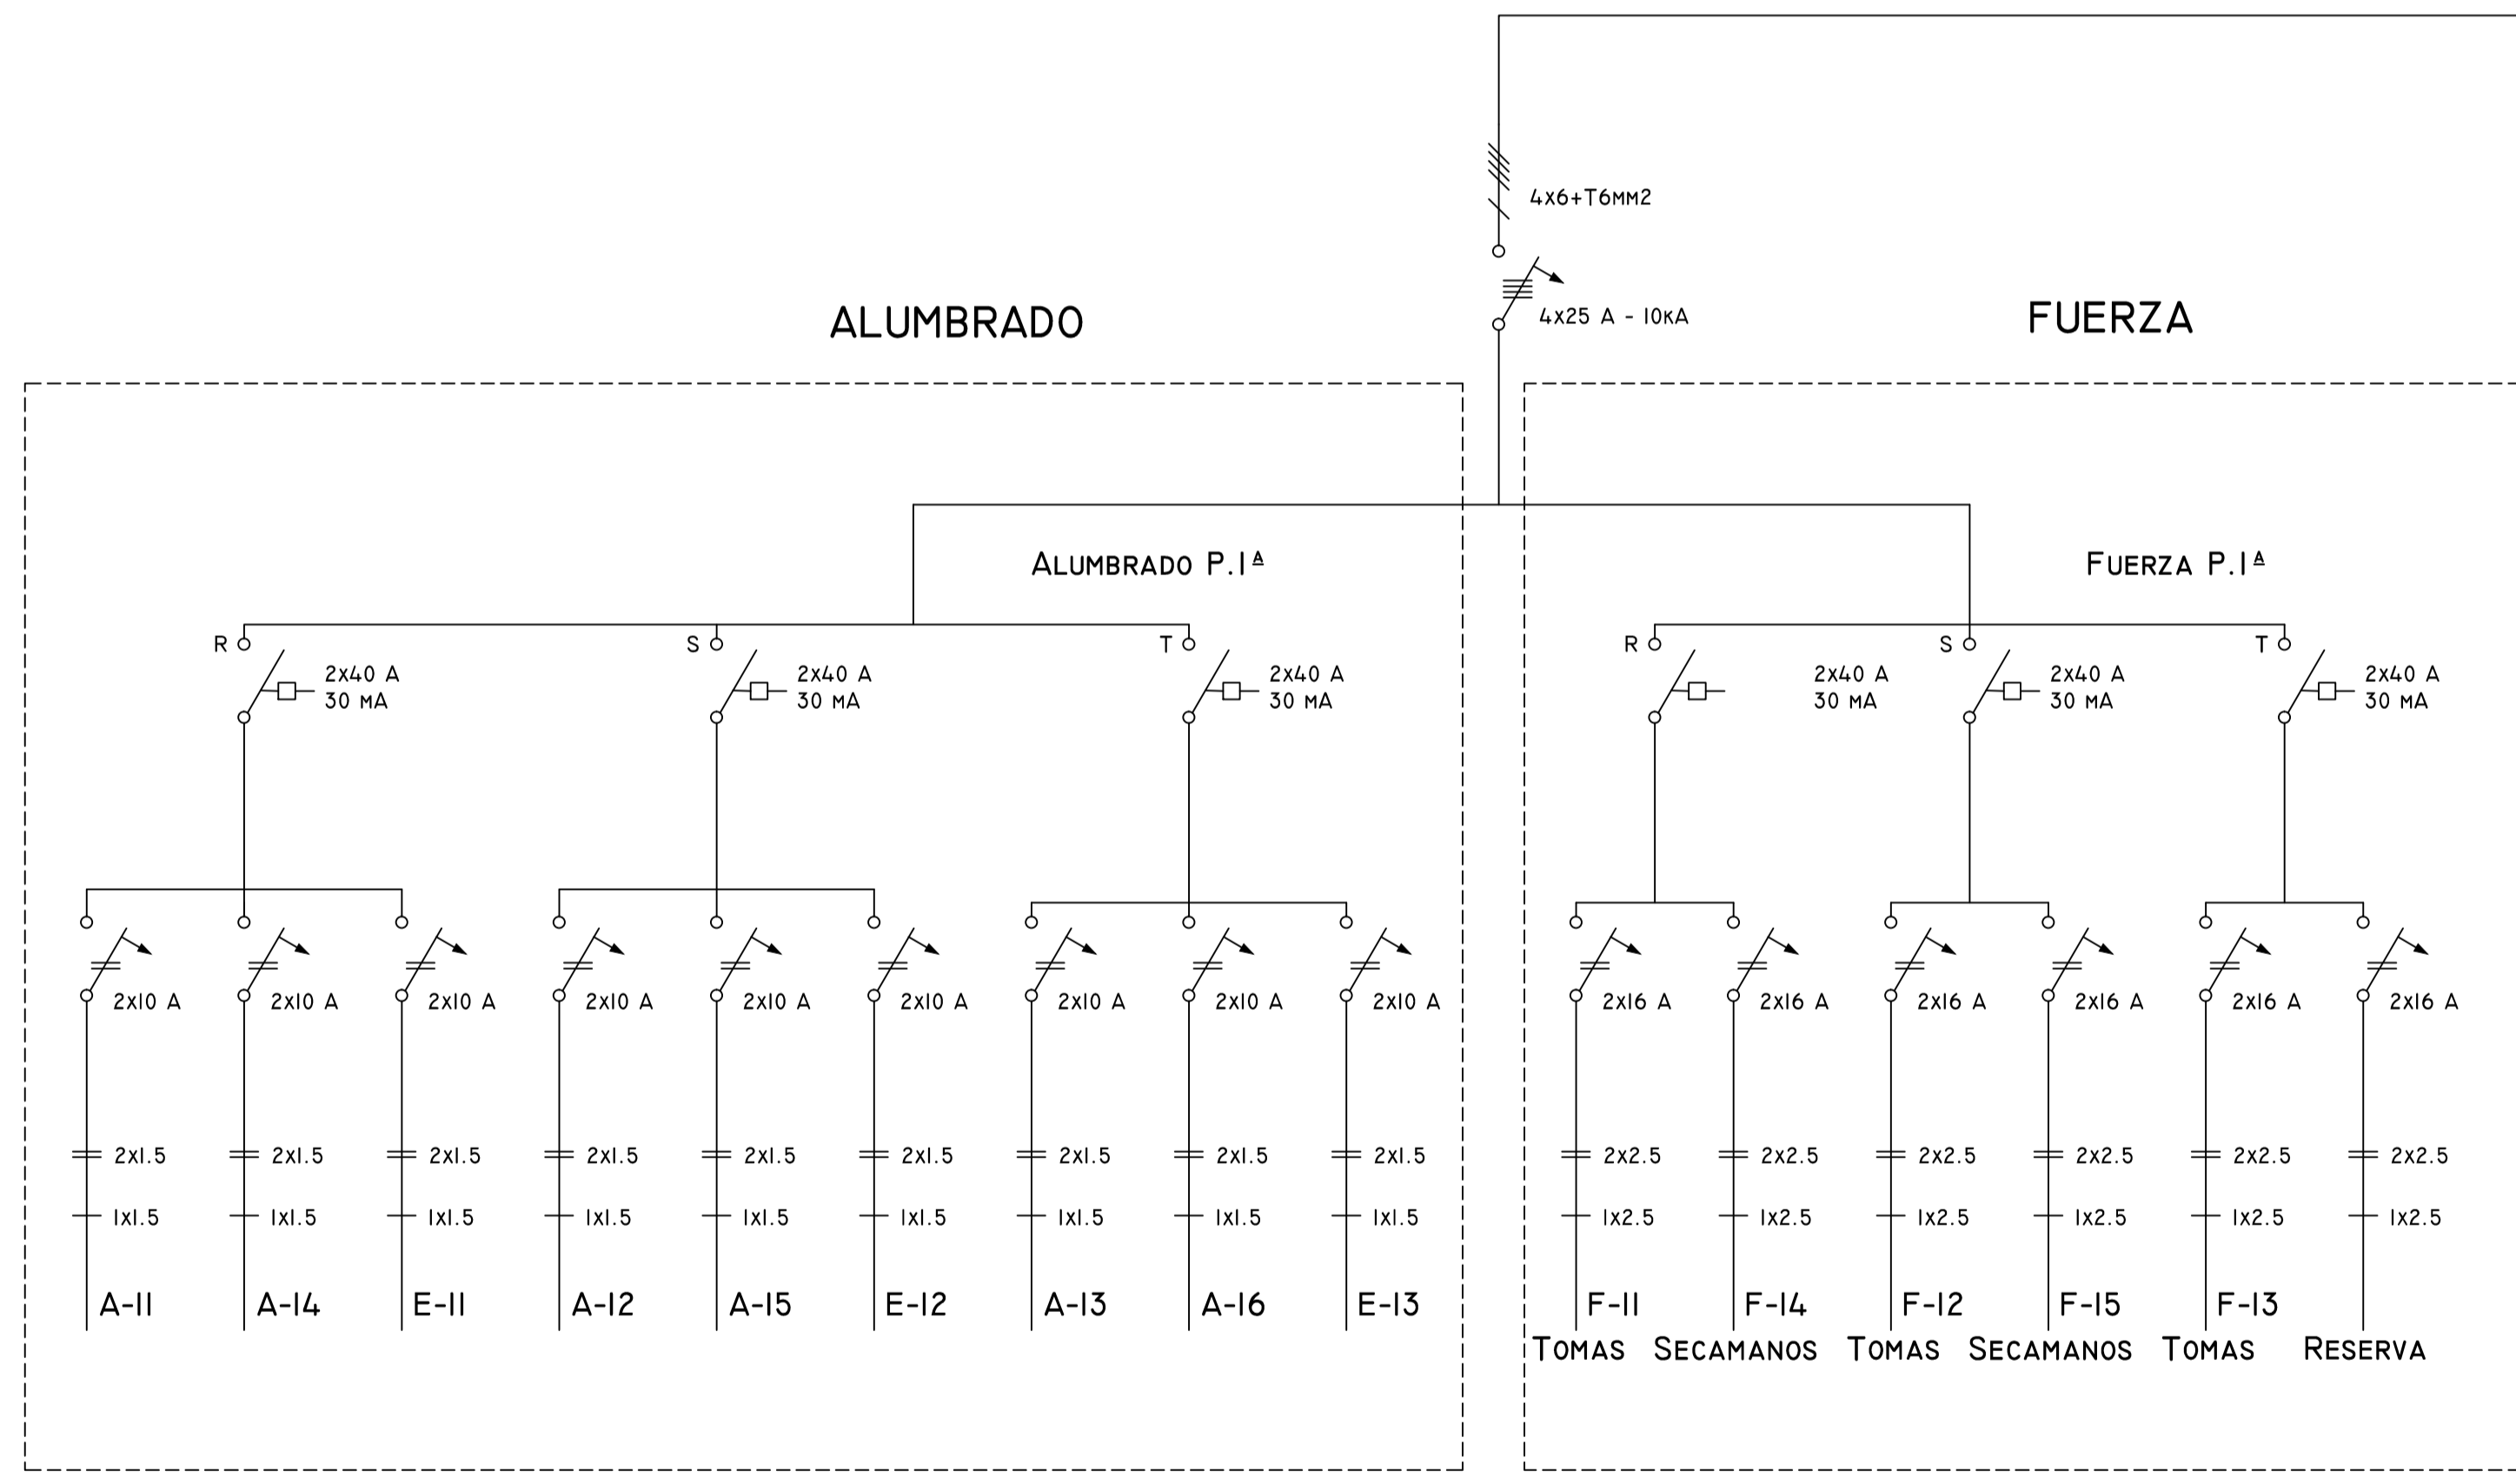 4x6+T6mm2
4x25 A - 10kA
ALUMBRADO
FUERZA
Alumbrado P.1ª
Fuerza P.1ª
R
2x40 A
30 mA
S
2x40 A
30 mA
T
2x40 A
30 mA
R
2x40 A
30 mA
S
2x40 A
30 mA
T
2x40 A
30 mA
2x10 A
2x10 A
2x10 A
2x10 A
2x10 A
2x10 A
2x10 A
2x10 A
2x10 A
2x16 A
2x16 A
2x16 A
2x16 A
2x16 A
2x16 A
2x1.5
2x1.5
2x1.5
2x1.5
2x1.5
2x1.5
2x1.5
2x1.5
2x1.5
2x2.5
2x2.5
2x2.5
2x2.5
2x2.5
2x2.5
1x1.5
1x1.5
1x1.5
1x1.5
1x1.5
1x1.5
1x1.5
1x1.5
1x1.5
1x2.5
1x2.5
1x2.5
1x2.5
1x2.5
1x2.5
A-11
A-14
E-11
A-12
A-15
E-12
A-13
A-16
E-13
F-11
F-14
F-12
F-15
F-13
Tomas
Secamanos
Tomas
Secamanos
Tomas
Reserva